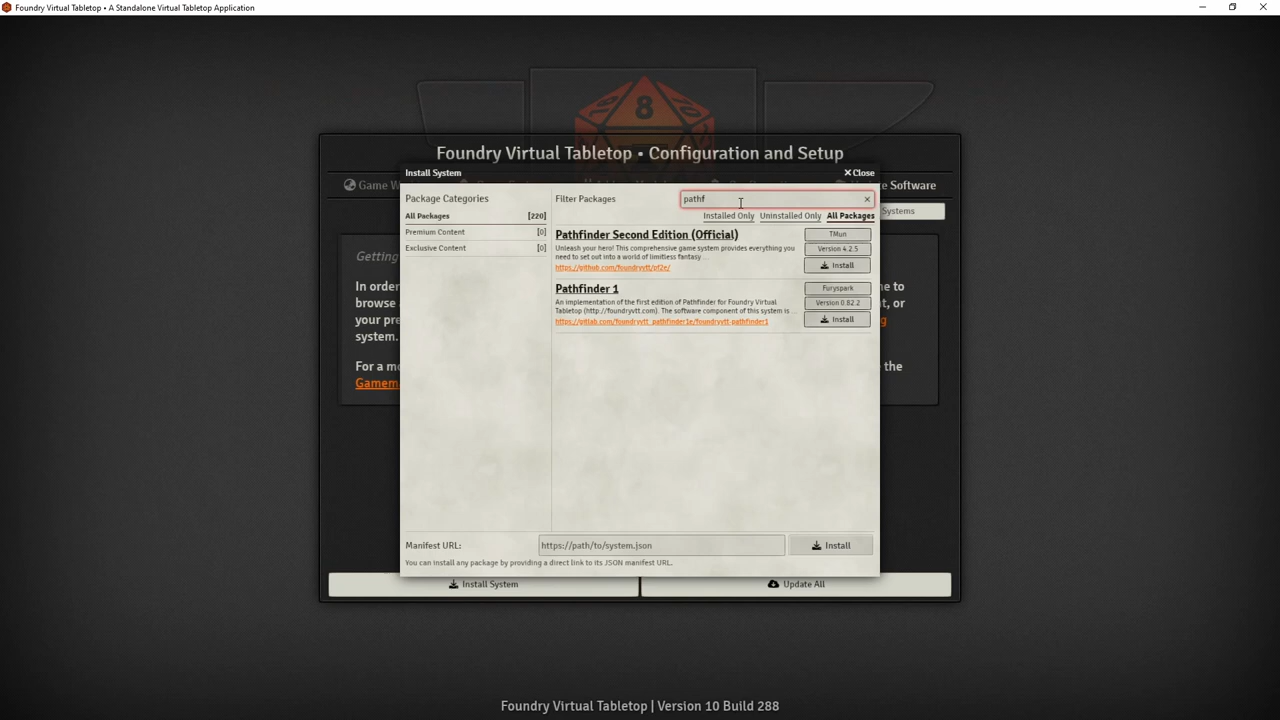 Foundry Virtual Tabletop • A Standalone Virtual Tabletop Application
8
Foundry Virtual Tabletop • Configuration and Setup
Install System
Close
Game W
Software
Systems
Package Categories
All Packages [220]
Premium Content [0]
Exclusive Content [0]
Filter Packages
pathf
Installed Only Uninstalled Only All Packages
Pathfinder Second Edition (Official)
Unleash your hero! This comprehensive game system provides everything you
need to set out into a world of limitless fantasy ...
https://github.com/foundryvtt/pf2e/
TMun
Version 4.2.5
Install
Pathfinder 1
An implementation of the first edition of Pathfinder for Foundry Virtual
Tabletop (http://foundryvtt.com). The software component of this system is ...
https://gitlab.com/foundryvtt_pathfinder1e/foundryvtt-pathfinder1
Furyspark
Version 0.82.2
Install
Getting
In order
ne to
browse a
nt, or
your pre
g
system.
For a mo
the
Gamem
Manifest URL:
https://path/to/system.json
Install
You can install any package by providing a direct link to its JSON manifest URL.
Install System
Update All
Foundry Virtual Tabletop | Version 10 Build 288